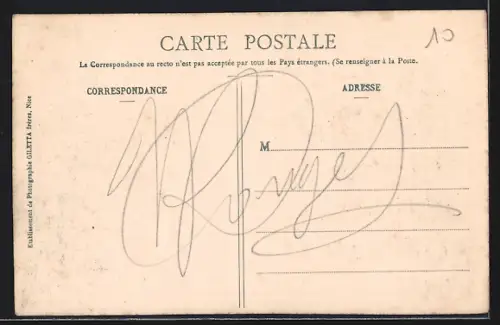 CARTE POSTALE
10
La Correspondance au recto n'est pas acceptée par tous les Pays étrangers. (Se renseigner à la Poste.
CORRESPONDANCE
ADRESSE
M
Etablissement de Photographie GILETTA frères, Nice